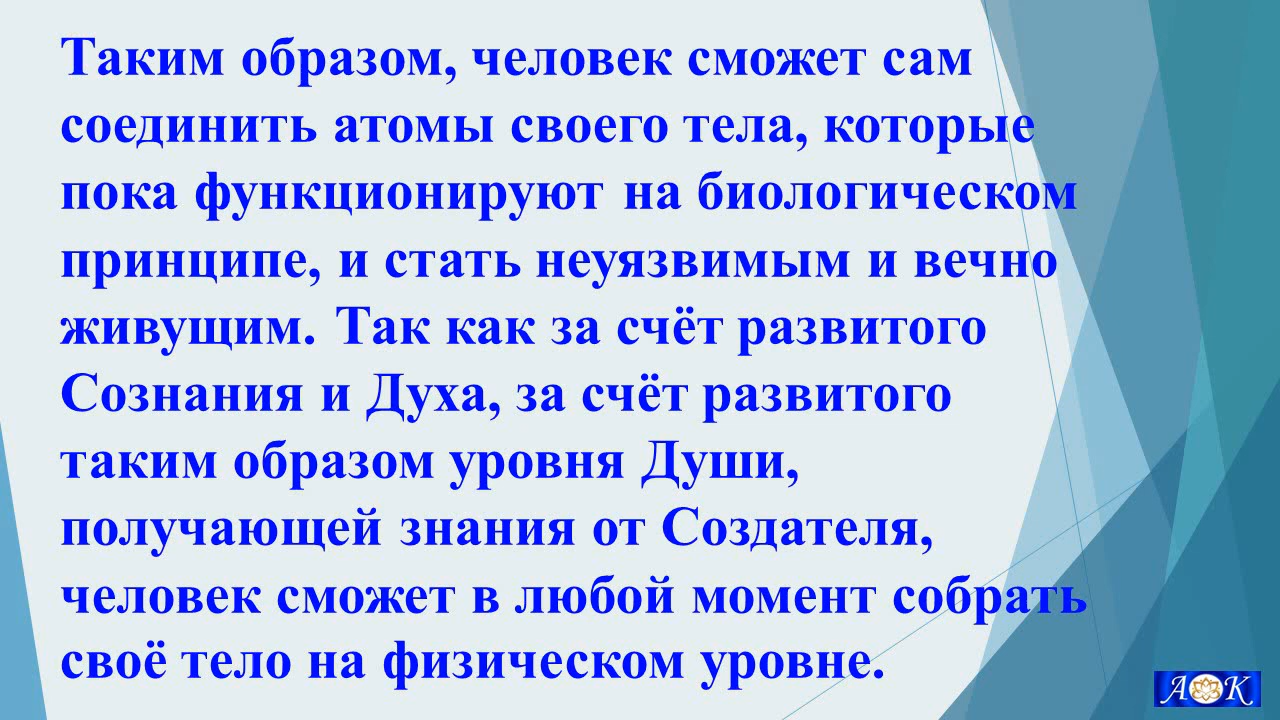 Таким образом, человек сможет сам
соединить атомы своего тела, которые
пока функционируют на биологическом
принципе, и стать неуязвимым и вечно
живущим. Так как за счёт развитого
Сознания и Духа, за счёт развитого
таким образом уровня Души,
получающей знания от Создателя,
человек сможет в любой момент собрать
своё тело на физическом уровне.
А К